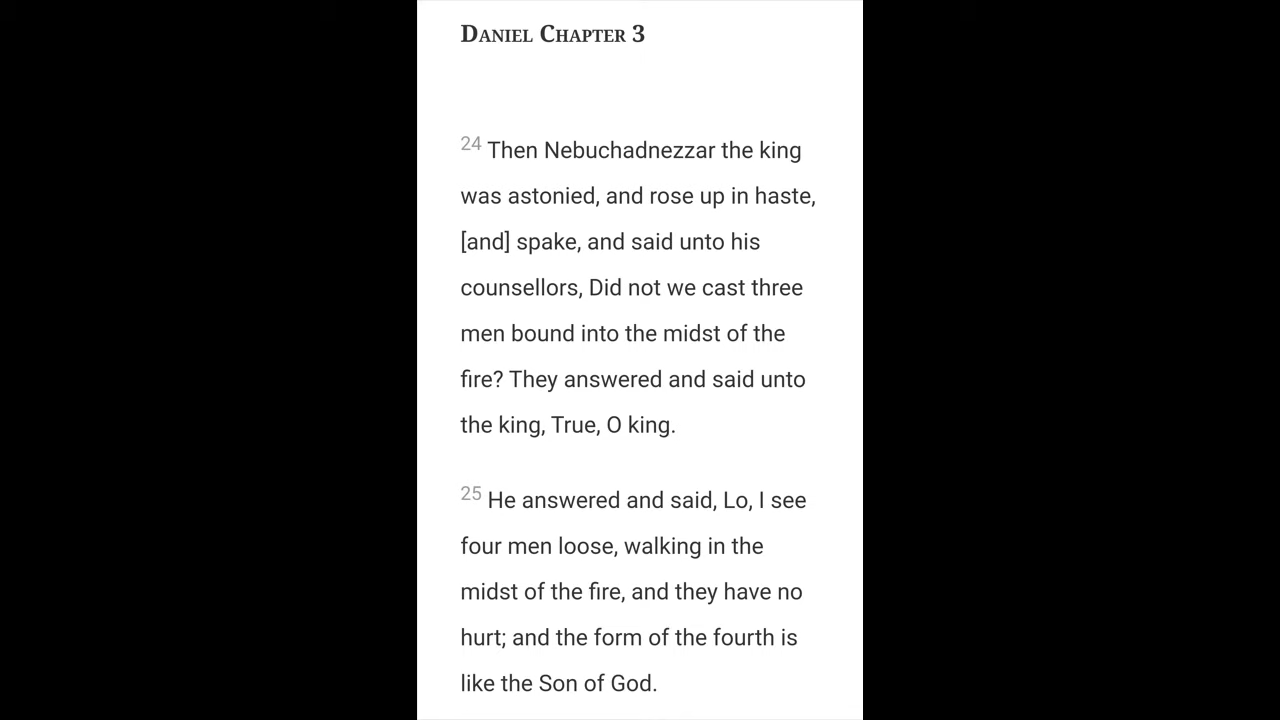 Daniel Chapter 3
24 Then Nebuchadnezzar the king
was astonied, and rose up in haste,
[and] spake, and said unto his
counsellors, Did not we cast three
men bound into the midst of the
fire? They answered and said unto
the king, True, O king.
25 He answered and said, Lo, I see
four men loose, walking in the
midst of the fire, and they have no
hurt; and the form of the fourth is
like the Son of God.